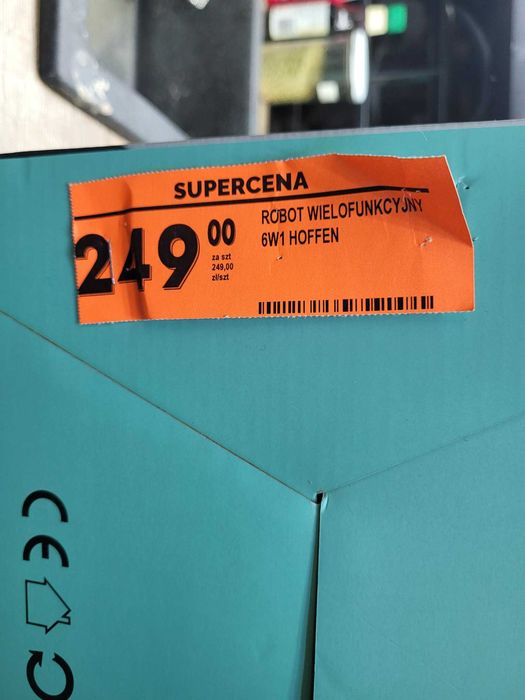 SUPERCENA
249 00
za szt
249,00
zł/szt
ROBOT WIELOFUNKCYJNY
6W1 HOFFEN
CE